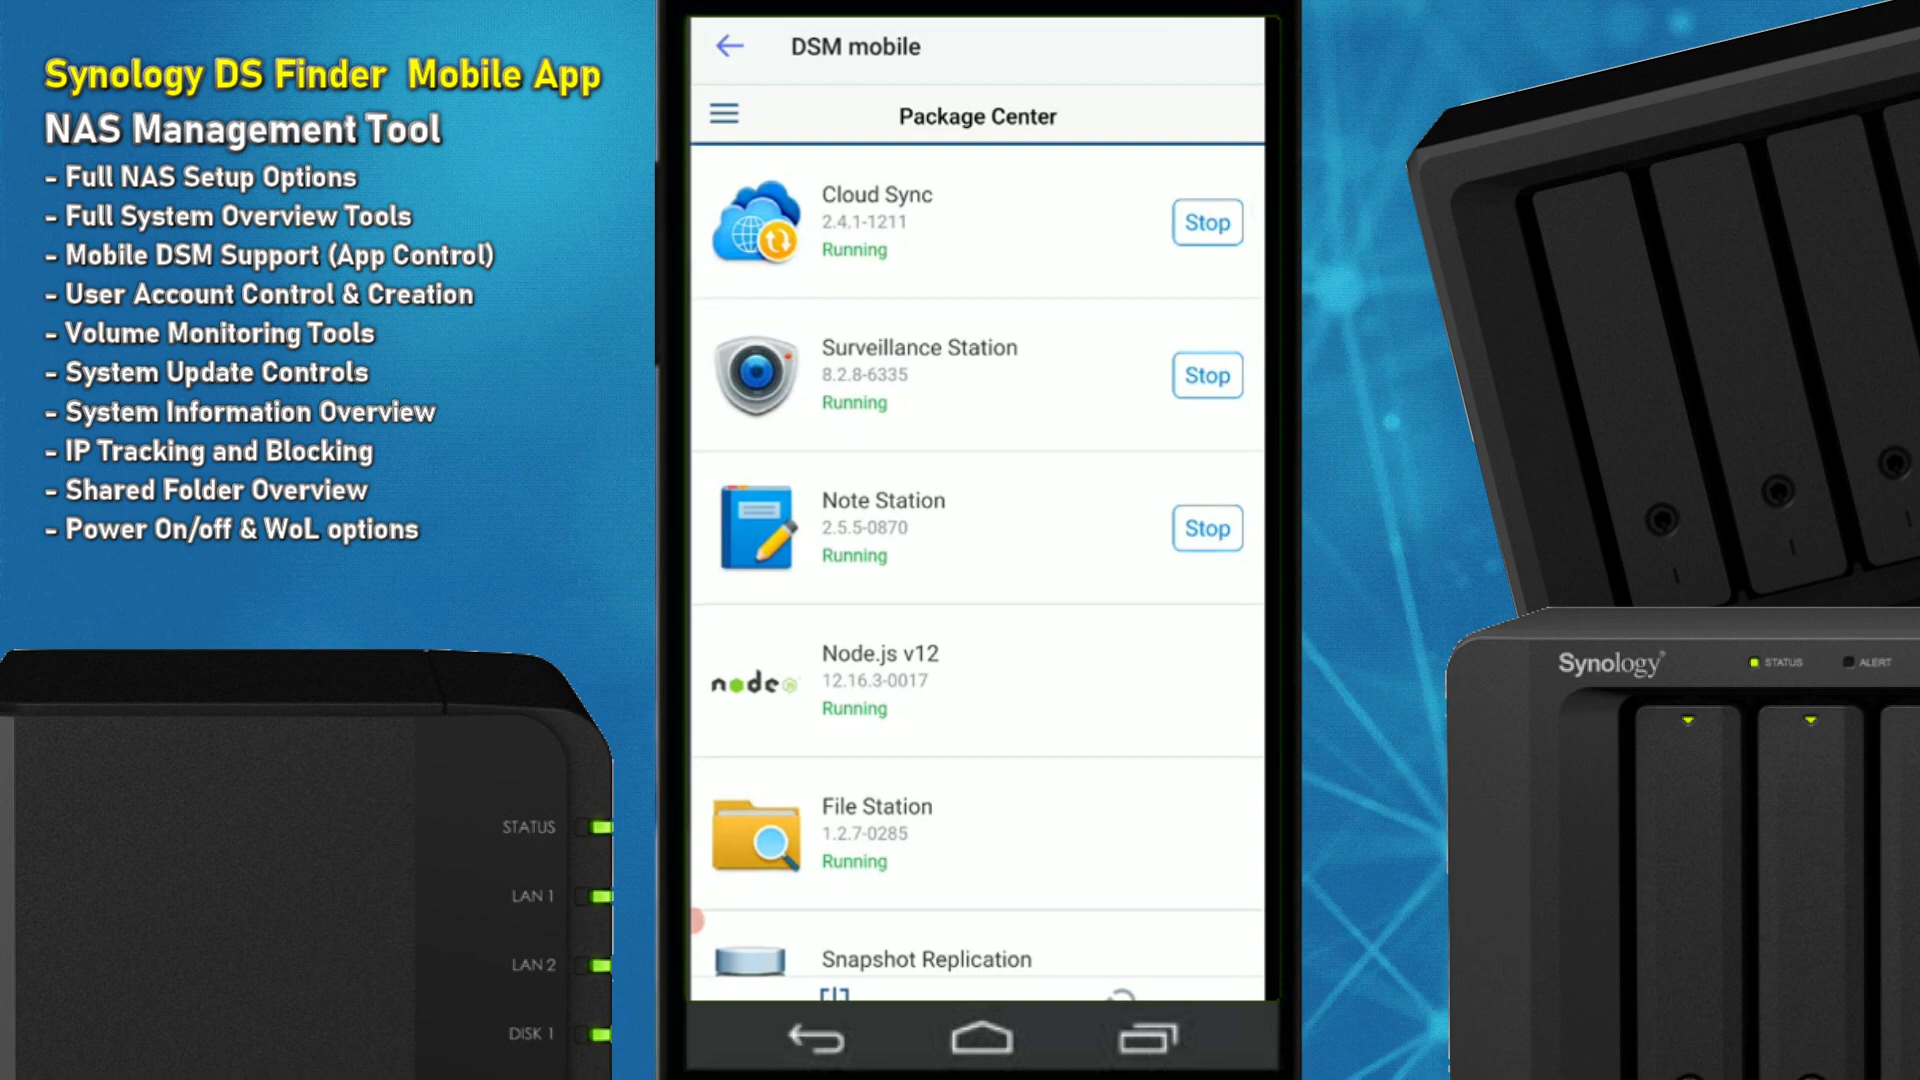 Synology DS Finder Mobile App
NAS Management Tool
- Full NAS Setup Options
- Full System Overview Tools
- Mobile DSM Support (App Control)
- User Account Control & Creation
- Volume Monitoring Tools
- System Update Controls
- System Information Overview
- IP Tracking and Blocking
- Shared Folder Overview
- Power On/off & WoL options
DSM mobile
Package Center
Cloud Sync
2.4.1-1211
Running
Stop
Surveillance Station
8.2.8-6335
Running
Stop
Note Station
2.5.5-0870
Running
Stop
node
JS
Node.js v12
12.16.3-0017
Running
File Station
1.2.7-0285
Running
Snapshot Replication
STATUS
LAN 1
LAN 2
DISK 1
Synology®
STATUS
ALERT